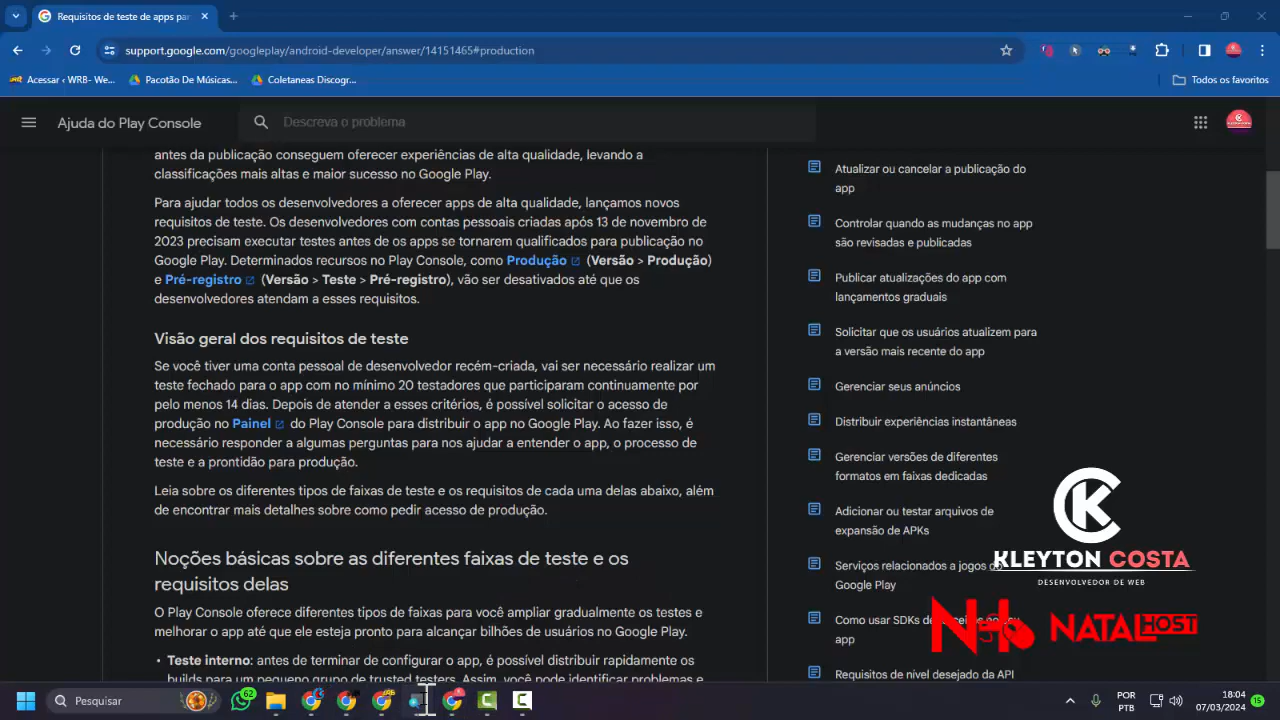 Requisitos de teste de apps par
support.google.com/googleplay/android-developer/answer/14151465#production
Acessar ‹ WRB- We...
Pacotão De Músicas...
Coletaneas Discogr...
Todos os favoritos
Ajuda do Play Console
Descreva o problema
antes da publicação conseguem oferecer experiências de alta qualidade, levando a
classificações mais altas e maior sucesso no Google Play.
Para ajudar todos os desenvolvedores a oferecer apps de alta qualidade, lançamos novos
requisitos de teste. Os desenvolvedores com contas pessoais criadas após 13 de novembro de
2023 precisam executar testes antes de os apps se tornarem qualificados para publicação no
Google Play. Determinados recursos no Play Console, como Produção (Versão > Produção)
e Pré-registro (Versão > Teste > Pré-registro), vão ser desativados até que os
desenvolvedores atendam a esses requisitos.
Visão geral dos requisitos de teste
Se você tiver uma conta pessoal de desenvolvedor recém-criada, vai ser necessário realizar um
teste fechado para o app com no mínimo 20 testadores que participaram continuamente por
pelo menos 14 dias. Depois de atender a esses critérios, é possível solicitar o acesso de
produção no Painel do Play Console para distribuir o app no Google Play. Ao fazer isso, é
necessário responder a algumas perguntas para nos ajudar a entender o app, o processo de
teste e a prontidão para produção.
Leia sobre os diferentes tipos de faixas de teste e os requisitos de cada uma delas abaixo, além
de encontrar mais detalhes sobre como pedir acesso de produção.
Noções básicas sobre as diferentes faixas de teste e os
requisitos delas
O Play Console oferece diferentes tipos de faixas para você ampliar gradualmente os testes e
melhorar o app até que ele esteja pronto para alcançar bilhões de usuários no Google Play.
• Teste interno: antes de terminar de configurar o app, é possível distribuir rapidamente os
builds para um pequeno grupo de trusted testers. Assim, você pode identificar problemas e
Atualizar ou cancelar a publicação do
app
Controlar quando as mudanças no app
são revisadas e publicadas
Publicar atualizações do app com
lançamentos graduais
Solicitar que os usuários atualizem para
a versão mais recente do app
Gerenciar seus anúncios
Distribuir experiências instantâneas
Gerenciar versões de diferentes
formatos em faixas dedicadas
Adicionar ou testar arquivos de
expansão de APKs
Serviços relacionados a jogos do
Google Play
Como usar SDKs
app
Requisitos de nível desejado da API
KLEYTON COSTA
DESENVOLVEDOR DE WEB
NH
NATALHOST
Pesquisar
62
POR
PTB
18:04
07/03/2024
15